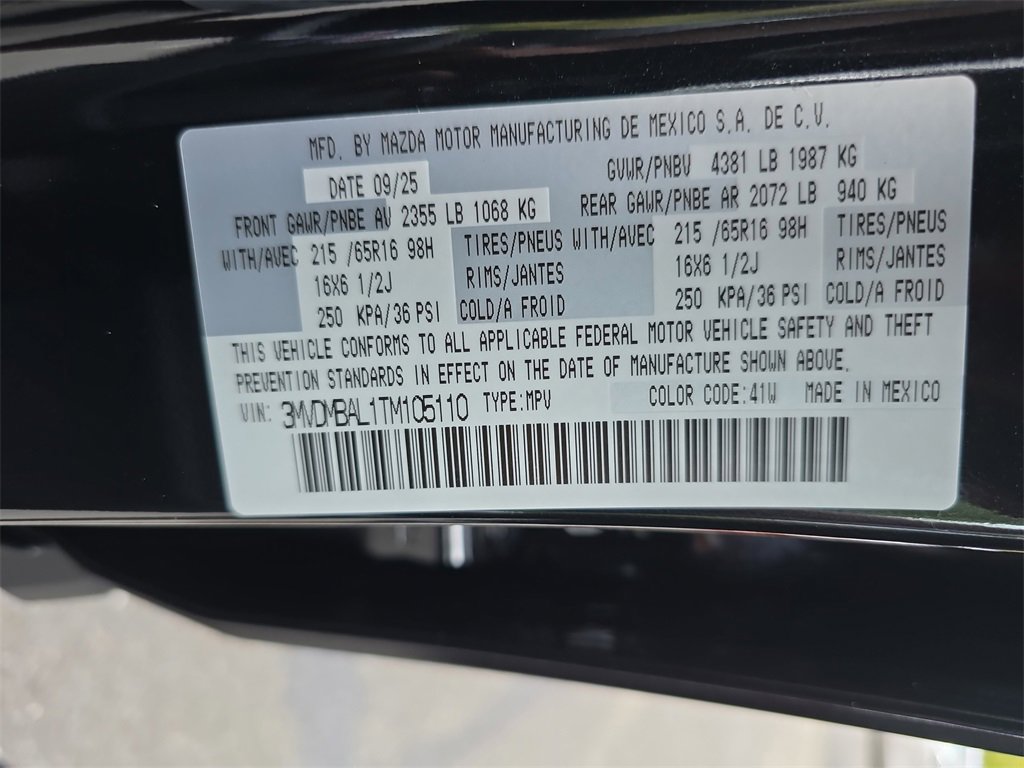 MFD. BY MAZDA MOTOR MANUFACTURING DE MEXICO S.A. DE C.V.
DATE 09/25 GVWR/PNBV 4381 LB 1987 KG
FRONT GAWR/PNBE AV 2355 LB 1068 KG REAR GAWR/PNBE AR 2072 LB 940 KG
WITH/AVEC 215 /65R16 98H TIRES/PNEUS WITH/AVEC 215 /65R16 98H TIRES/PNEUS
16X6 1/2J RIMS/JANTES 16X6 1/2J RIMS/JANTES
250 KPA/36 PSI COLD/A FROID 250 KPA/36 PSI COLD/A FROID
THIS VEHICLE CONFORMS TO ALL APPLICABLE FEDERAL MOTOR VEHICLE SAFETY AND THEFT
PREVENTION STANDARDS IN EFFECT ON THE DATE OF MANUFACTURE SHOWN ABOVE.
VIN: 3MVDMBAL1TM105110 TYPE:MPV COLOR CODE:41W MADE IN MEXICO